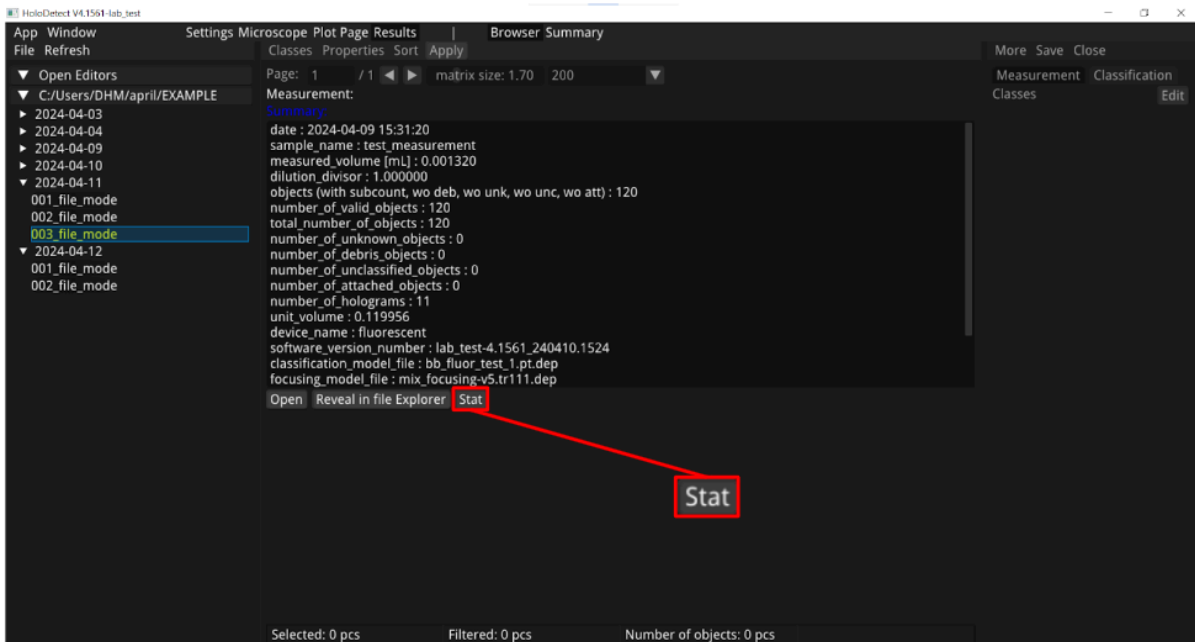 HoloDetect V4.1561-lab_test
App Window Settings Microscope Plot Page Results | Browser Summary
File Refresh Classes Properties Sort Apply More Save Close
Open Editors
C:/Users/DHM/april/EXAMPLE
2024-04-03
2024-04-04
2024-04-09
2024-04-10
2024-04-11
001_file_mode
002_file_mode
003_file_mode
2024-04-12
001_file_mode
002_file_mode
Page: 1 / 1 matrix size: 1.70 200
Measurement:
Summary
date : 2024-04-09 15:31:20
sample_name : test_measurement
measured_volume [mL] : 0.001320
dilution_divisor : 1.000000
objects (with subcount, wo deb, wo unk, wo unc, wo att) : 120
number_of_valid_objects : 120
total_number_of_objects : 120
number_of_unknown_objects : 0
number_of_debris_objects : 0
number_of_unclassified_objects : 0
number_of_attached_objects : 0
number_of_holograms : 11
unit_volume : 0.119956
device_name : fluorescent
software_version_number : lab_test-4.1561_240410.1524
classification_model_file : bb_fluor_test_1.pt.dep
focusing_model_file : mix_focusing-v5.tr111.dep
Open Reveal in file Explorer Stat
Stat
Measurement Classification
Classes Edit
Selected: 0 pcs Filtered: 0 pcs Number of objects: 0 pcs